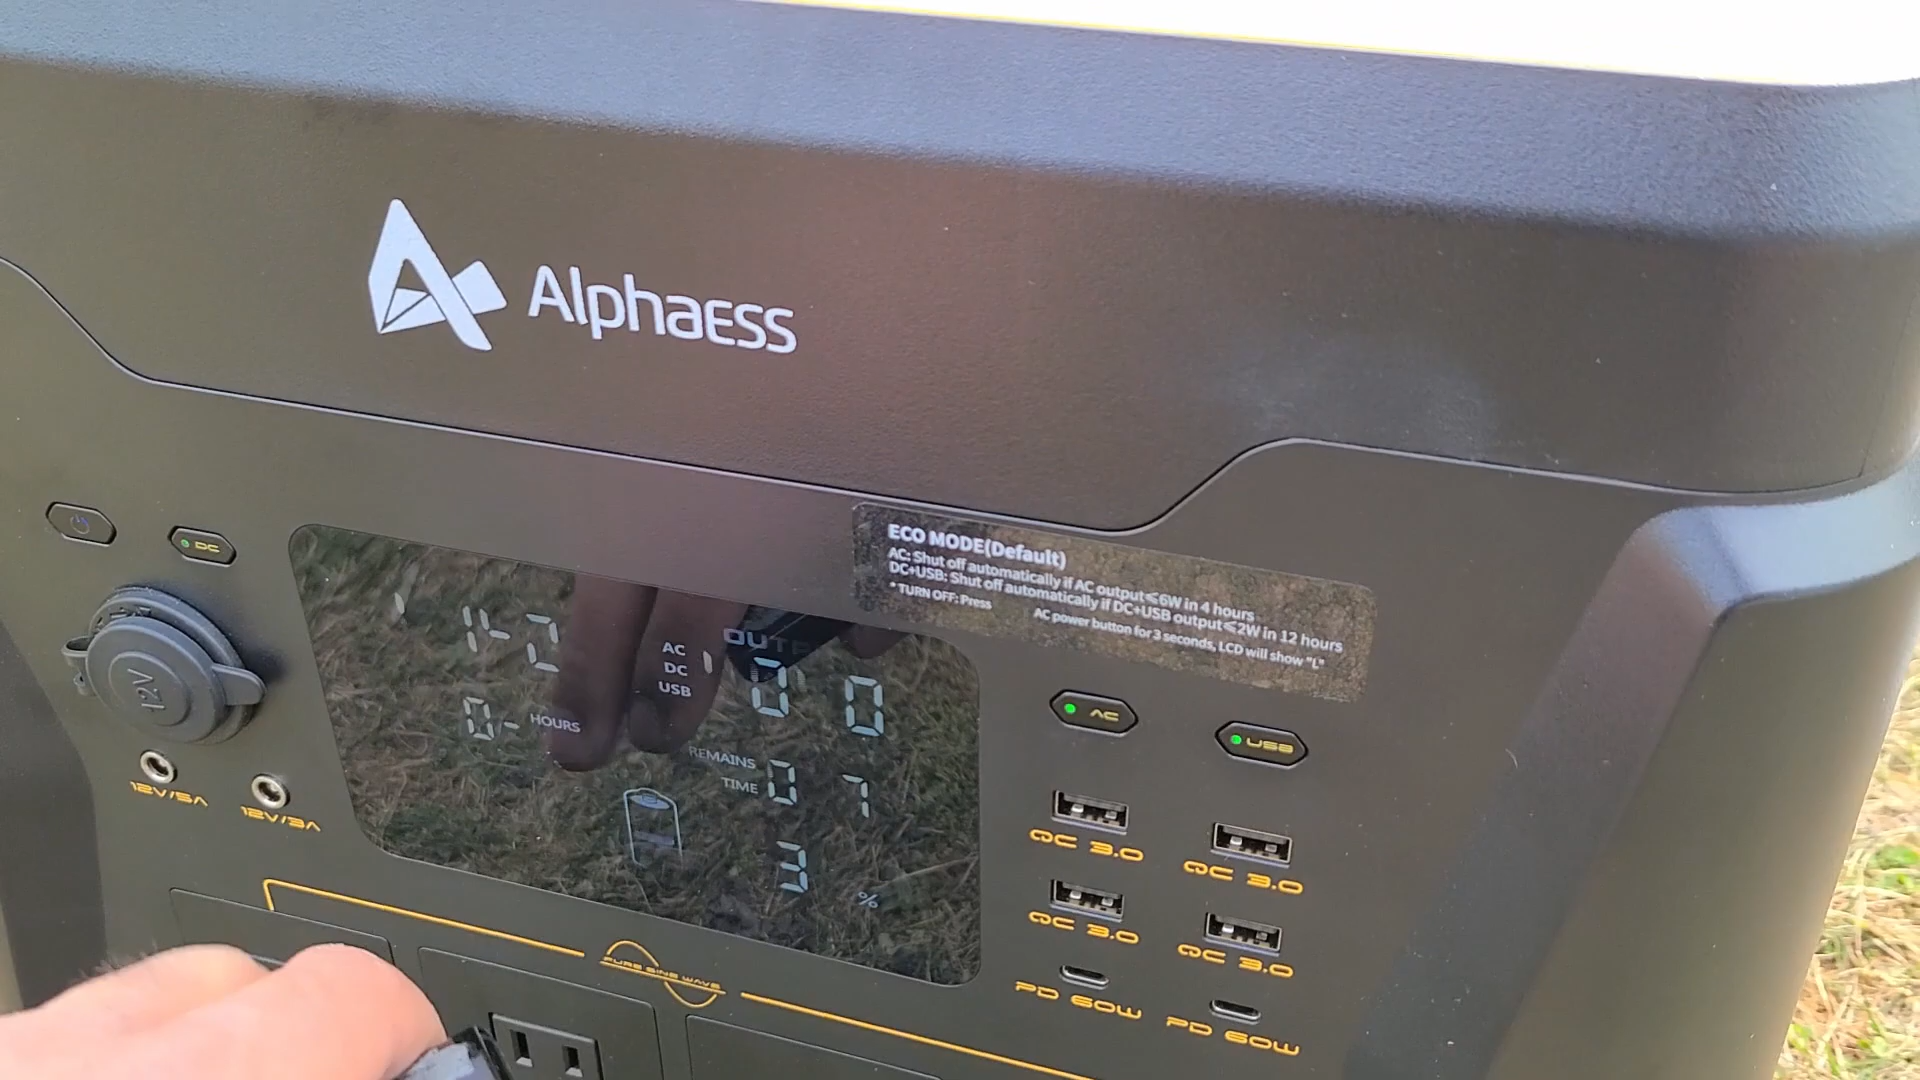 AlphaESS
ECO MODE(Default)
AC: Shut off automatically if AC output≤6W in 4 hours
DC+USB: Shut off automatically if DC+USB output≤2W in 12 hours
*TURN OFF: Press AC power button for 3 seconds, LCD will show "L"
DC
AC
DC
USB
HOURS
REMAINS
TIME
%
AC
USB
12V
12V/5A
12V/3A
QC 3.0
QC 3.0
QC 3.0
QC 3.0
PD 60W
PD 60W
PURE SINE WAVE